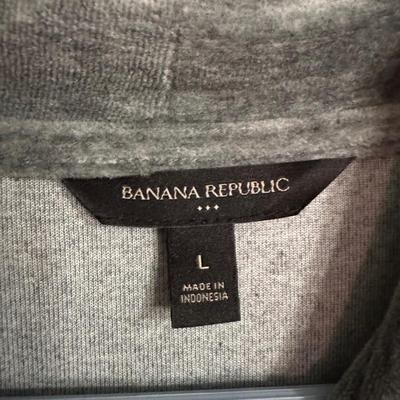 BANANA REPUBLIC
L
MADE IN
INDONESIA